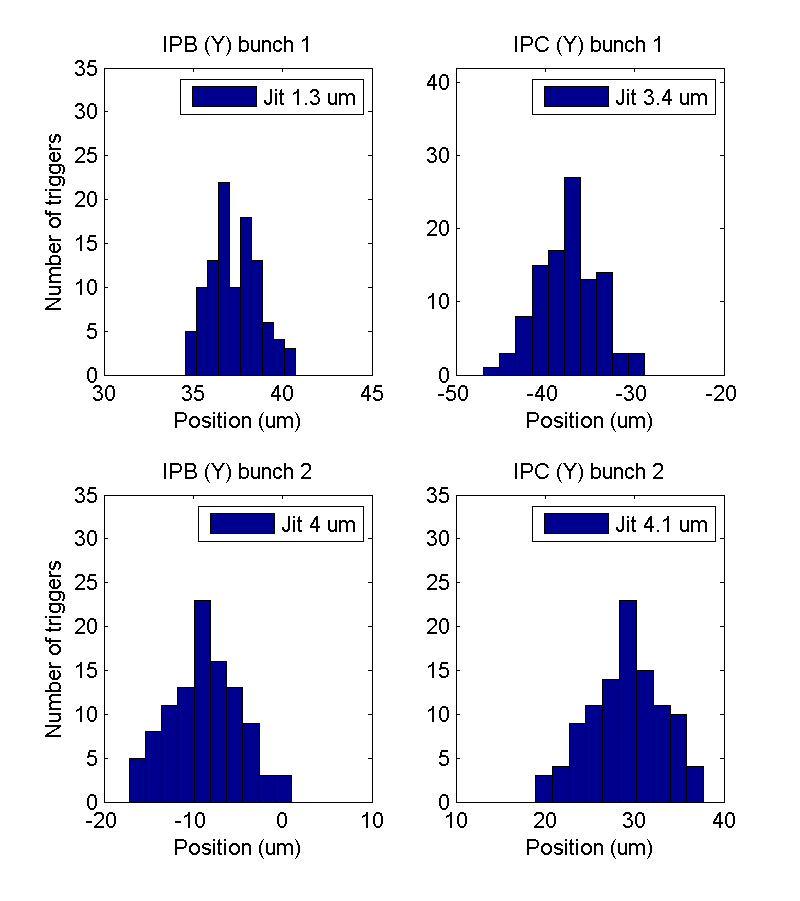 IPB (Y) bunch 1
35
30
25
20
15
10
5
0
Number of triggers
Jit 1.3 um
30 35 40 45
Position (um)
IPC (Y) bunch 1
40
30
20
10
0
Jit 3.4 um
-50 -40 -30 -20
Position (um)
IPB (Y) bunch 2
35
30
25
20
15
10
5
0
Number of triggers
Jit 4 um
-20 -10 0 10
Position (um)
IPC (Y) bunch 2
35
30
25
20
15
10
5
0
Jit 4.1 um
10 20 30 40
Position (um)